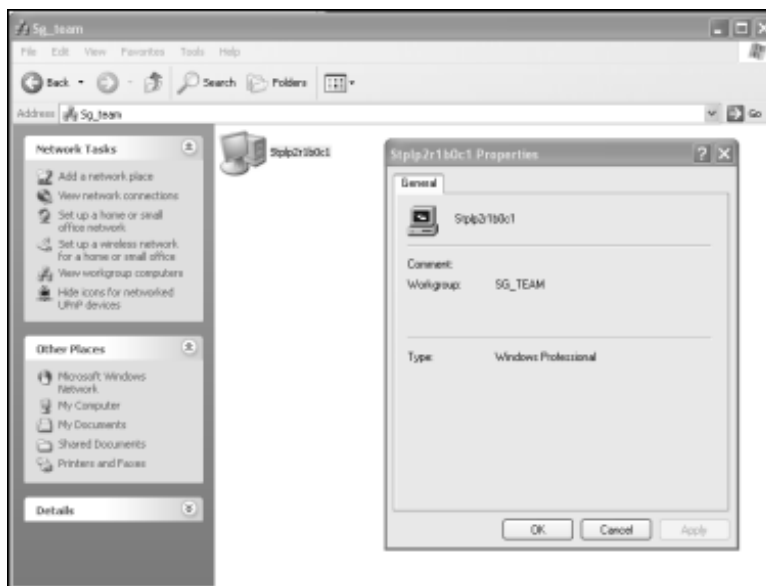 Sg_team
File Edit View Favorites Tools Help
Back Search Folders
Address Sg_team Go
Network Tasks
Add a network place
View network connections
Set up a home or small
office network
Set up a wireless network
for a home or small office
View workgroup computers
Hide icons for networked
UPnP devices
Other Places
Microsoft Windows
Network
My Computer
My Documents
Shared Documents
Printers and Faxes
Details
Stplp2r1b0c1
Stplp2r1b0c1 Properties
General
Stplp2r1b0c1
Comment:
Workgroup: SG_TEAM
Type: Windows Professional
OK Cancel Apply